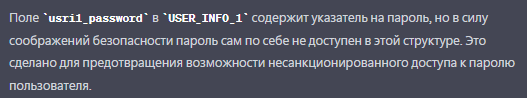 Поле `usri1_password` в `USER_INFO_1` содержит указатель на пароль, но в силу
соображений безопасности пароль сам по себе не доступен в этой структуре. Это
сделано для предотвращения возможности несанкционированного доступа к паролю
пользователя.